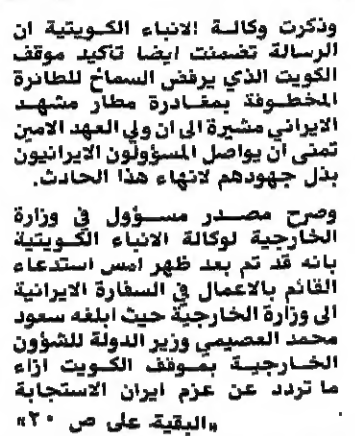 وذكرت وكالة الانباء الكويتية ان
الرسالة تضمنت ايضا تأكيد موقف
الكويت الذي يرفض السماح للطائرة
المخطوفة بمغادرة مطار مشهد
الايراني مشيرة الى ان ولي العهد الامين
تمنى ان يواصل المسؤولون الايرانيون
بذل جهودهم لانهاء هذا الحادث.
وصرح مصدر مسؤول في وزارة
الخارجية لوكالة الانباء الكويتية
بانه قد تم بعد ظهر امس استدعاء
القائم بالاعمال في السفارة الايرانية
الى وزارة الخارجية حيث ابلغه سعود
محمد العصيمي وزير الدولة للشؤون
الخارجية بموقف الكويت ازاء
ما تردد عن عزم ايران الاستجابة
«البقية على ص ٢٠»